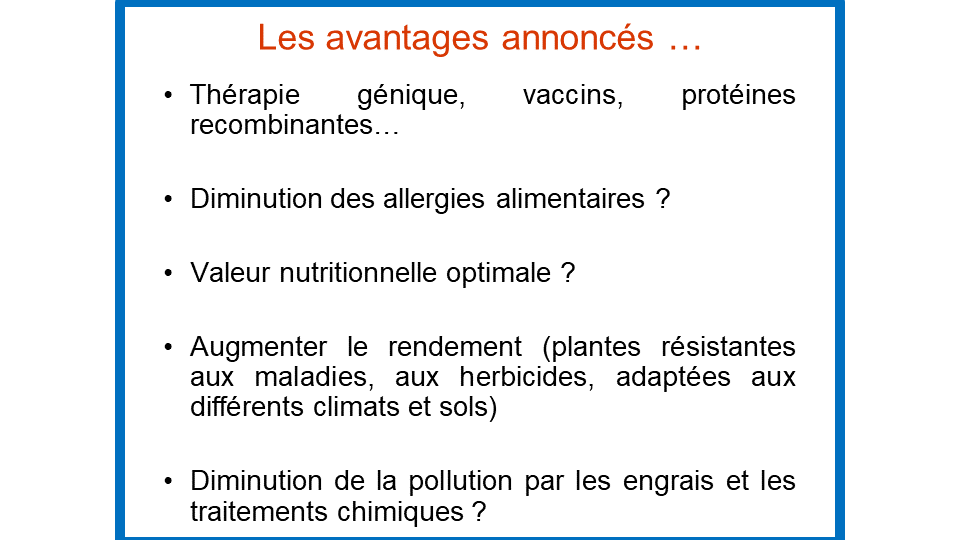 Les avantages annoncés …
• Thérapie génique, vaccins, protéines
recombinantes…
• Diminution des allergies alimentaires ?
• Valeur nutritionnelle optimale ?
• Augmenter le rendement (plantes résistantes
aux maladies, aux herbicides, adaptées aux
différents climats et sols)
• Diminution de la pollution par les engrais et les
traitements chimiques ?